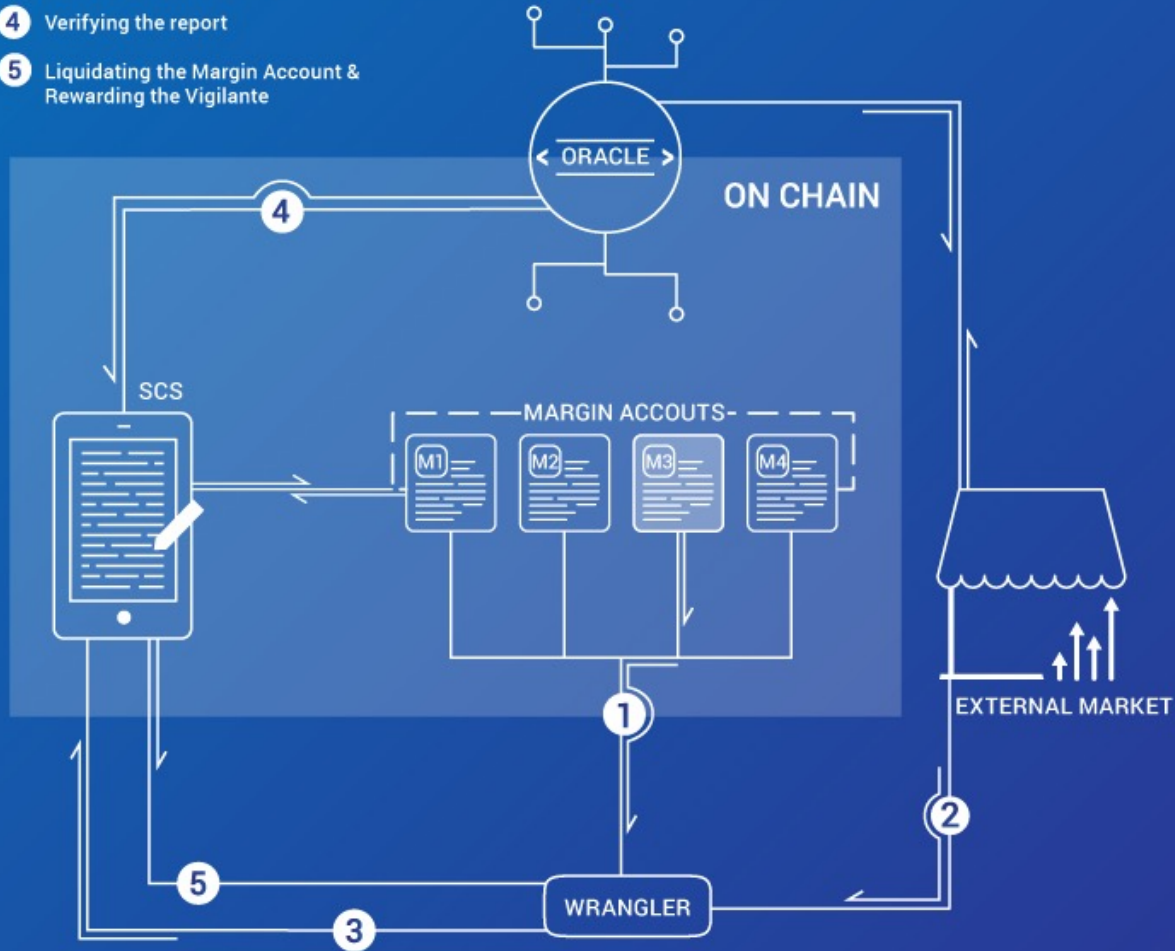 4 Verifying the report
5 Liquidating the Margin Account &
Rewarding the Vigilante
< ORACLE >
ON CHAIN
4
SCS
MARGIN ACCOUTS
M1 M2 M3 M4
EXTERNAL MARKET
1
2
5
WRANGLER
3